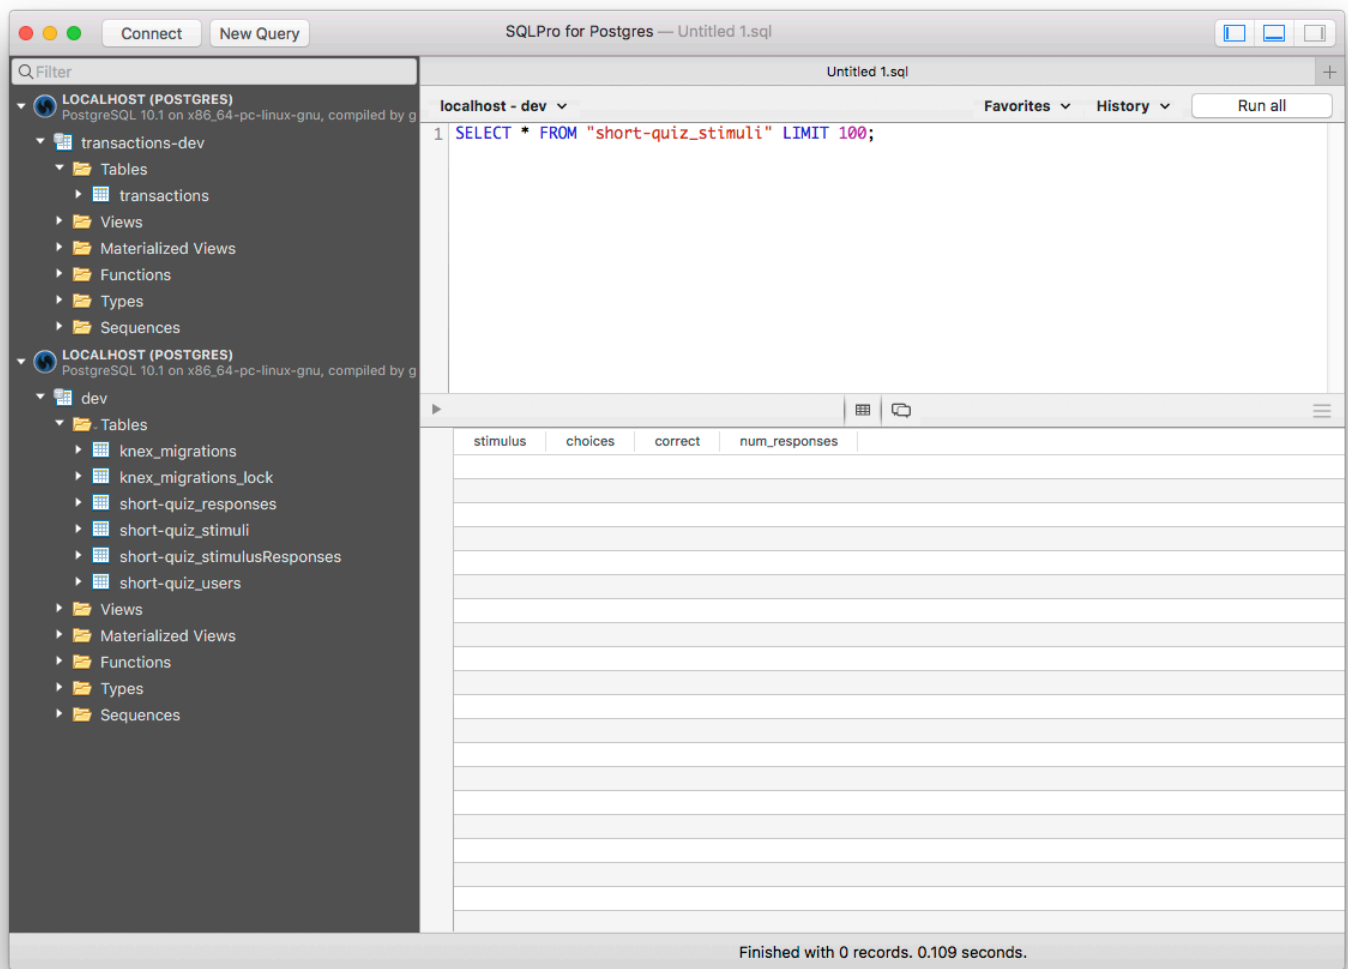 Connect
New Query
SQLPro for Postgres — Untitled 1.sql
Filter
LOCALHOST (POSTGRES)
PostgreSQL 10.1 on x86_64-pc-linux-gnu, compiled by g
transactions-dev
Tables
transactions
Views
Materialized Views
Functions
Types
Sequences
LOCALHOST (POSTGRES)
PostgreSQL 10.1 on x86_64-pc-linux-gnu, compiled by g
dev
Tables
knex_migrations
knex_migrations_lock
short-quiz_responses
short-quiz_stimuli
short-quiz_stimulusResponses
short-quiz_users
Views
Materialized Views
Functions
Types
Sequences
Untitled 1.sql
localhost - dev
Favorites
History
Run all
1 SELECT * FROM "short-quiz_stimuli" LIMIT 100;
stimulus choices correct num_responses
Finished with 0 records. 0.109 seconds.